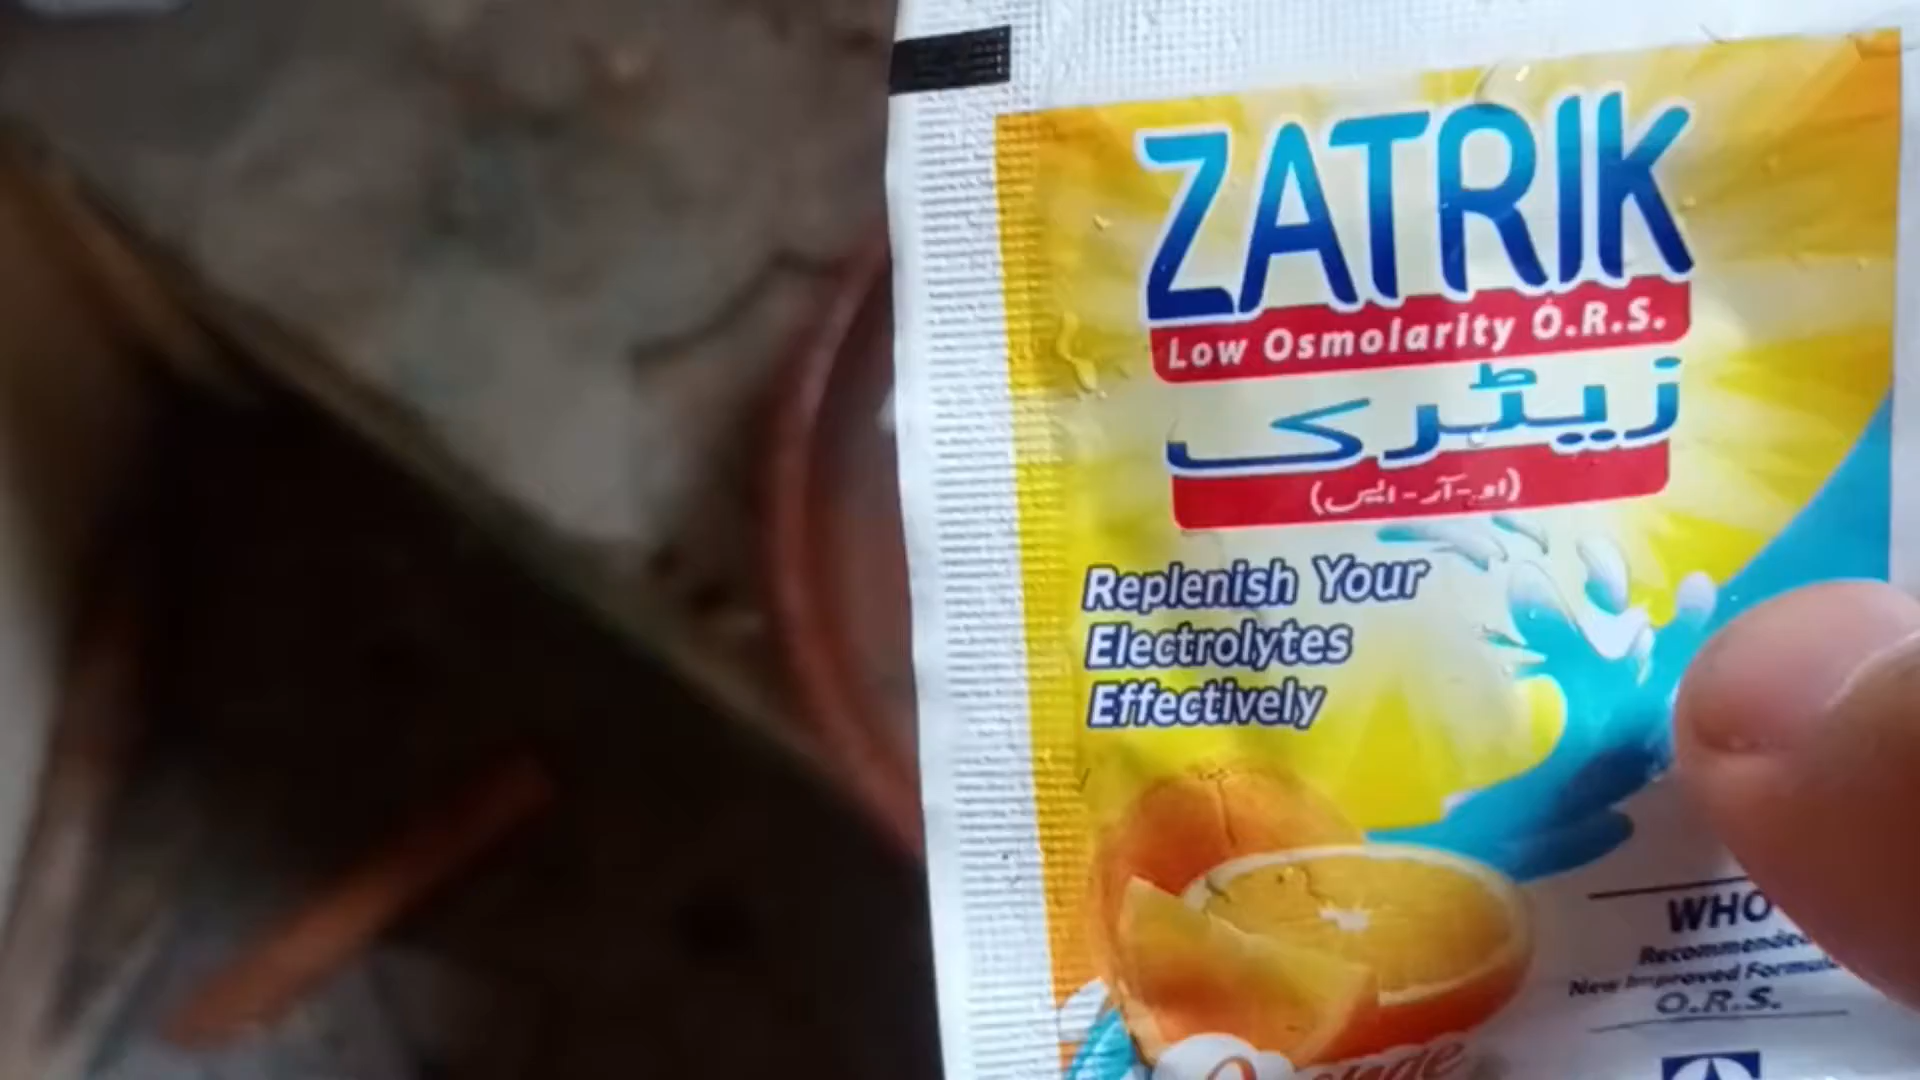 ZATRIK
Low Osmolarity O.R.S.
زیٹرک
(او-آر-ایس)
Replenish Your
Electrolytes
Effectively
WHO
Recommended
New Improved Formula
O.R.S.